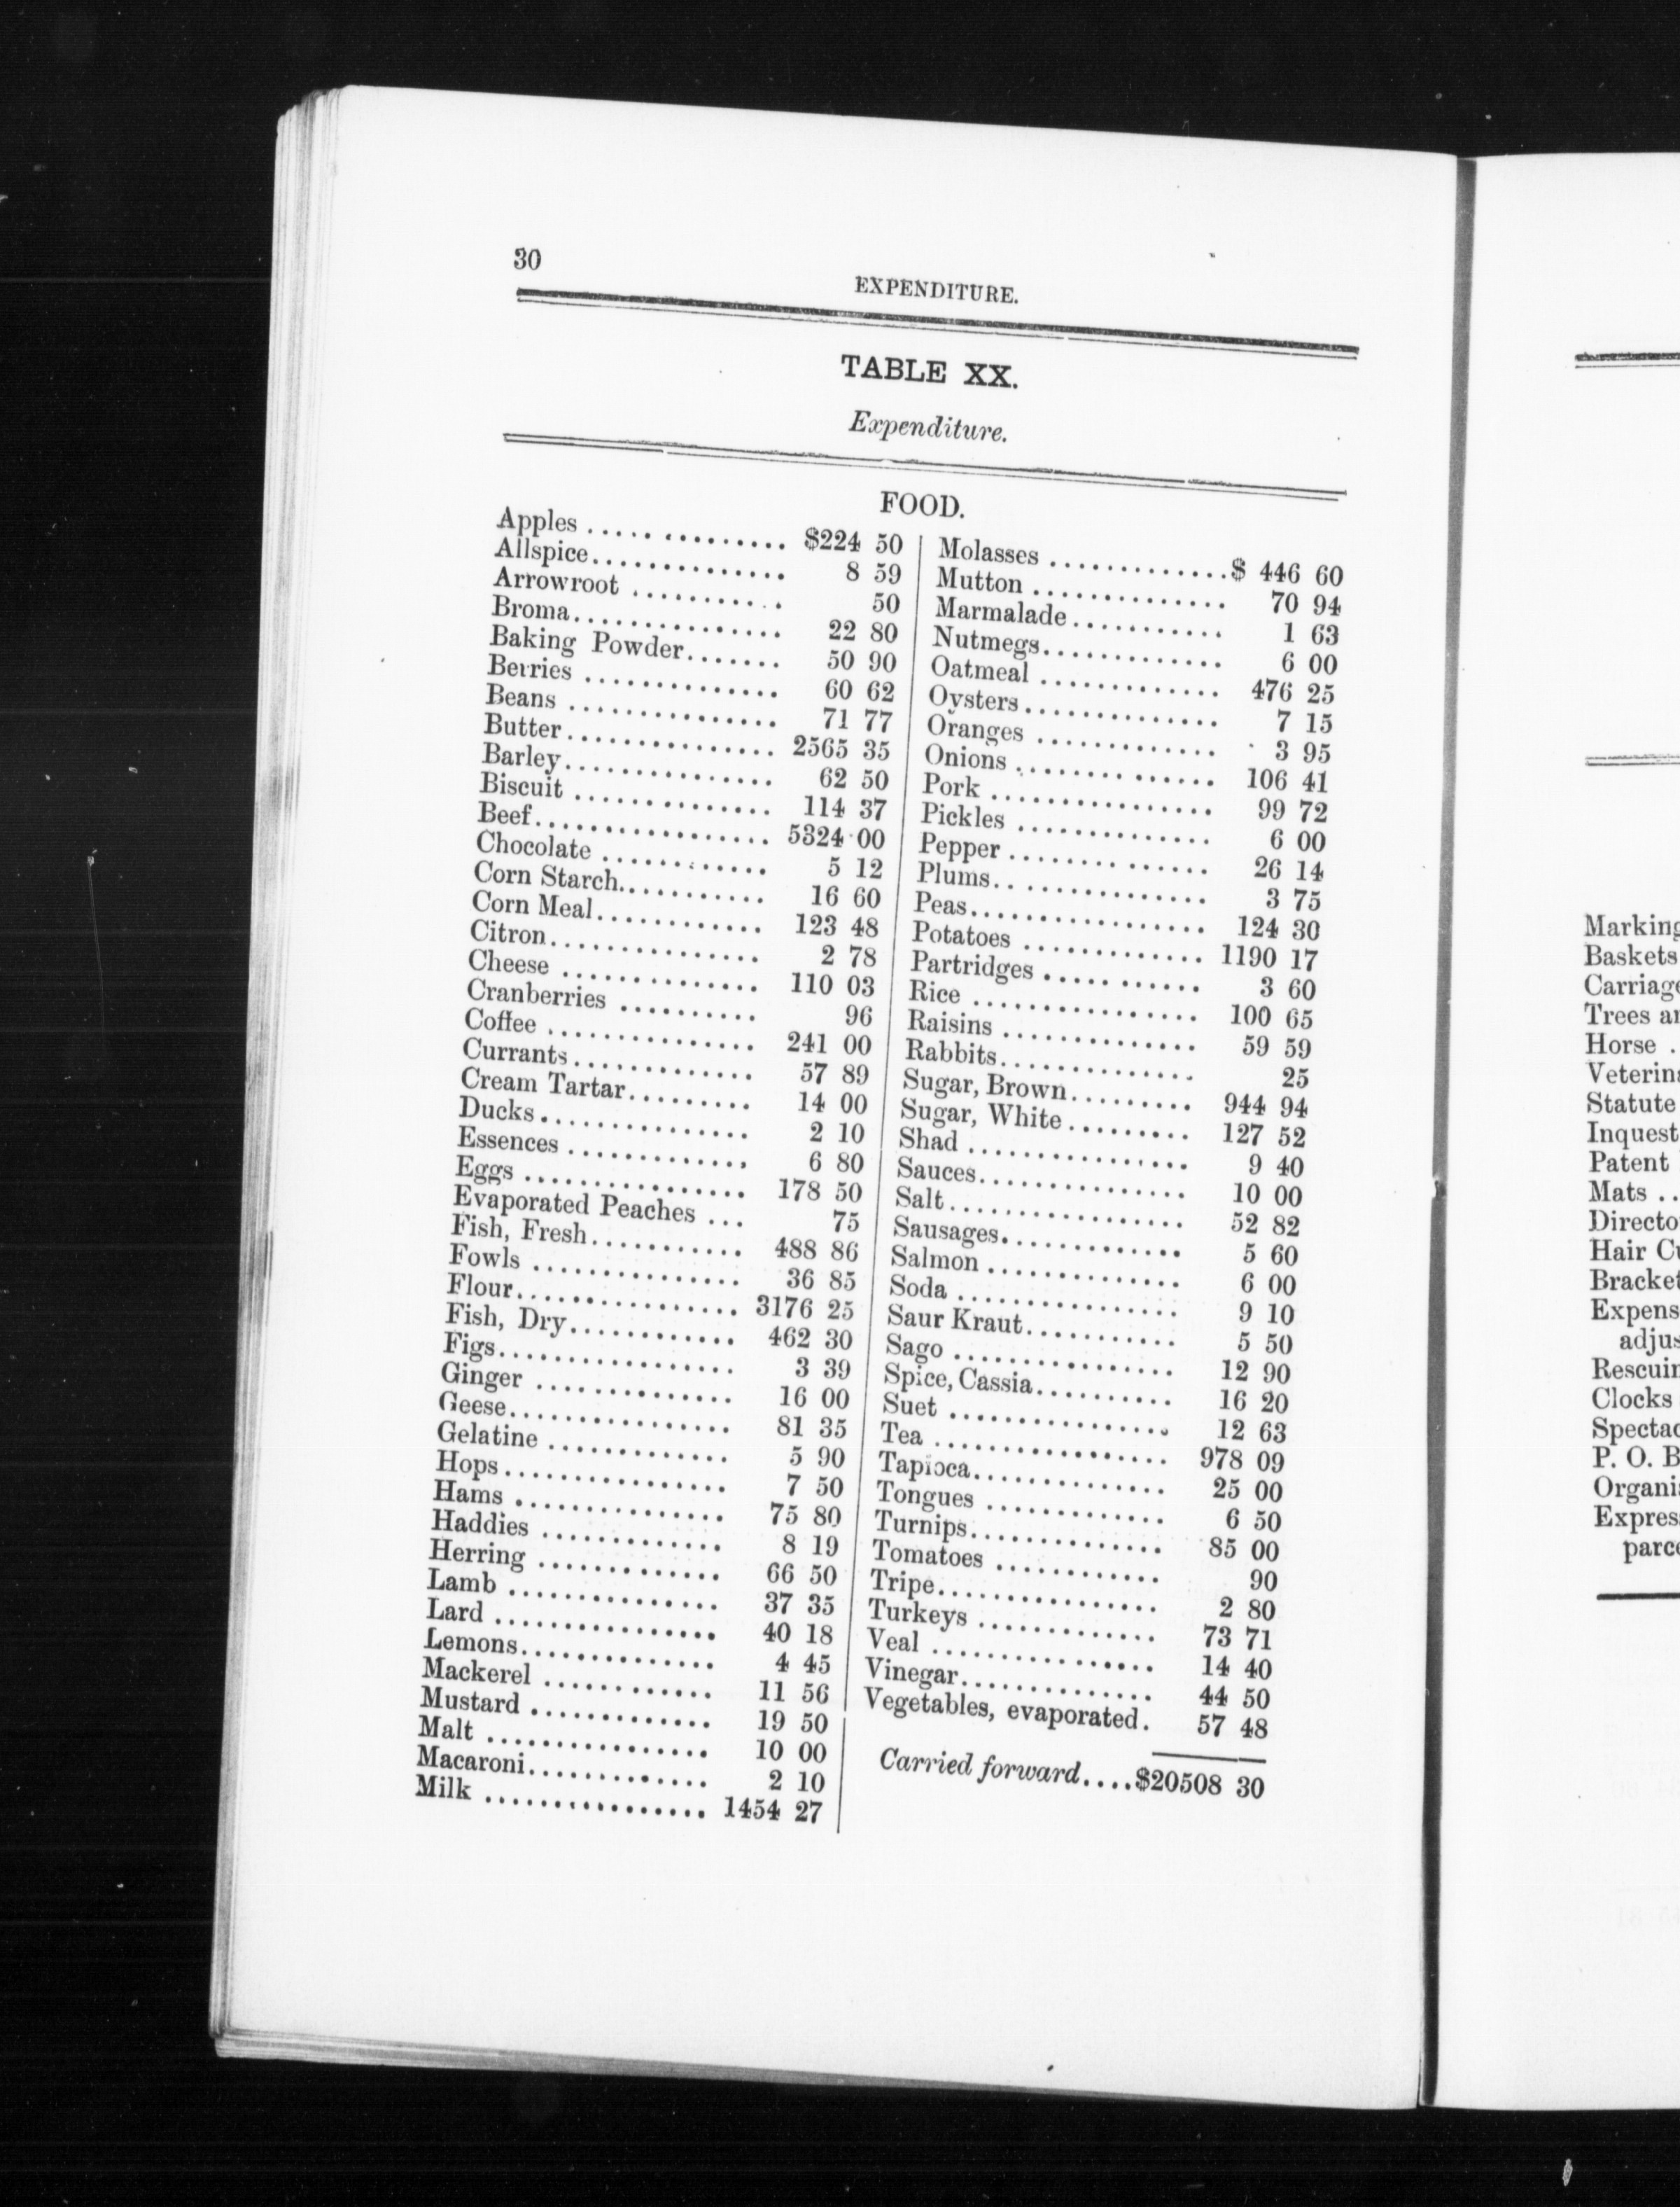 30
EXPENDITURE.
TABLE XX.
Expenditure.
FOOD.
Apples ............... $224 50
Allspice.............. 8 59
Arrowroot ........... 50
Broma............... 22 80
Baking Powder....... 50 90
Berries .............. 60 62
Beans ............... 71 77
Butter............... 2565 35
Barley............... 62 50
Biscuit .............. 114 37
Beef................. 5324 00
Chocolate ............ 5 12
Corn Starch........... 16 60
Corn Meal............ 123 48
Citron............... 2 78
Cheese .............. 110 03
Cranberries .......... 96
Coffee ............... 241 00
Currants............. 57 89
Cream Tartar......... 14 00
Ducks............... 2 10
Essences ............. 6 80
Eggs ................ 178 50
Evaporated Peaches ... 75
Fish, Fresh........... 488 86
Fowls ............... 36 85
Flour................ 3176 25
Fish, Dry............ 462 30
Figs................. 3 39
Ginger .............. 16 00
Geese................ 81 35
Gelatine ............. 5 90
Hops................ 7 50
Hams ............... 75 80
Haddies ............. 8 19
Herring ............. 66 50
Lamb ............... 37 35
Lard ................ 40 18
Lemons.............. 4 45
Mackerel ............ 11 56
Mustard ............. 19 50
Malt ................ 10 00
Macaroni............. 2 10
Milk ................ 1454 27
Molasses .............$ 446 60
Mutton .............. 70 94
Marmalade........... 1 63
Nutmegs............. 6 00
Oatmeal ............. 476 25
Oysters.............. 7 15
Oranges ............. 3 95
Onions .............. 106 41
Pork ................ 99 72
Pickles .............. 6 00
Pepper .............. 26 14
Plums............... 3 75
Peas................. 124 30
Potatoes ............. 1190 17
Partridges ........... 3 60
Rice ................ 100 65
Raisins .............. 59 59
Rabbits.............. 25
Sugar, Brown......... 944 94
Sugar, White......... 127 52
Shad ................ 9 40
Sauces............... 10 00
Salt................. 52 82
Sausages............. 5 60
Salmon .............. 6 00
Soda ................ 9 10
Saur Kraut........... 5 50
Sago ................ 12 90
Spice, Cassia.......... 16 20
Suet ................ 12 63
Tea ................. 978 09
Tapioca.............. 25 00
Tongues ............. 6 50
Turnips.............. 85 00
Tomatoes ............ 90
Tripe................ 2 80
Turkeys ............. 73 71
Veal ................ 14 40
Vinegar.............. 44 50
Vegetables, evaporated. 57 48
Carried forward....$20508 30
Marking
Baskets
Carriage
Trees
Horse .
Statute
Inquest
Patent
Mats ..
Hair
Bracket
Expens
adjus
Clocks
P. O. B
Organi
Expres
parce